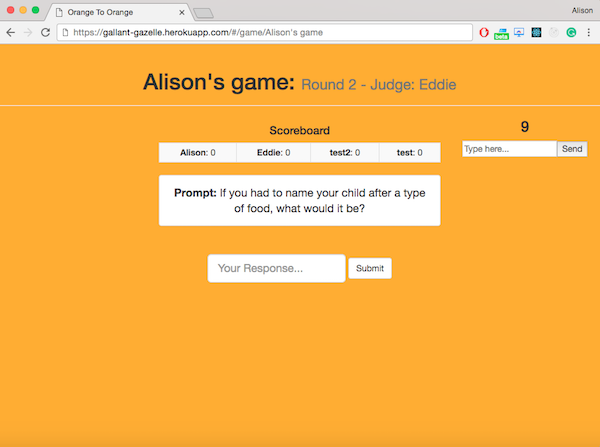 Orange To Orange
Alison
https://gallant-gazelle.herokuapp.com/#/game/Alison's game
beta
Alison's game: Round 2 - Judge: Eddie
Scoreboard
Alison: 0 Eddie: 0 test2: 0 test: 0
9
Type here... Send
Prompt: If you had to name your child after a type
of food, what would it be?
Your Response... Submit